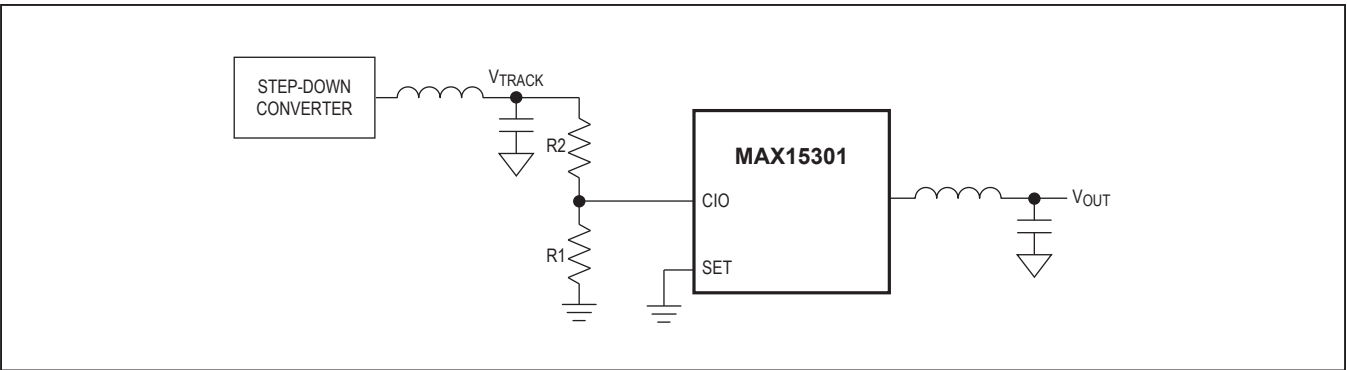 STEP-DOWN
CONVERTER
VTRACK
R2
MAX15301
CIO
VOUT
R1
SET